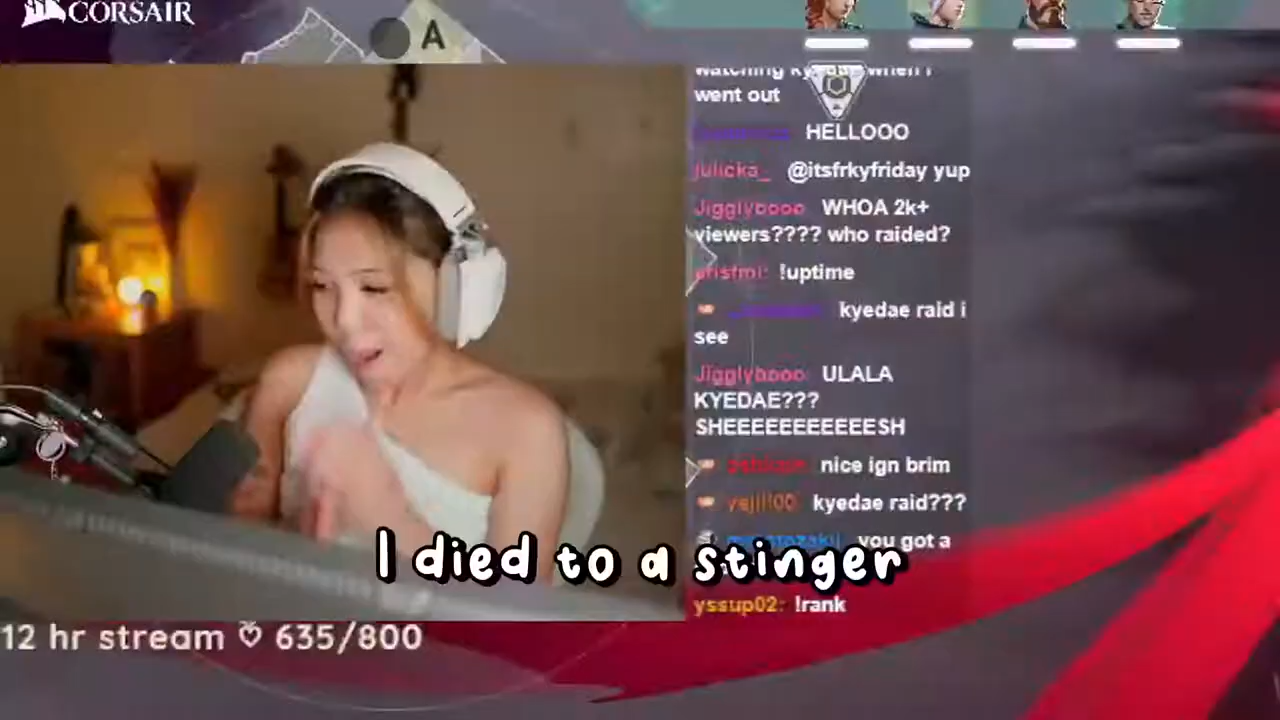 CORSAIR
A
went out
HELLOOO
julicka_ @itsfrkyfriday yup
Jigglybooo WHOA 2k+
viewers???? who raided?
!uptime
kyedae raid i
see
Jigglybooo ULALA
KYEDAE???
SHEEEEEEEEEEESH
nice ign brim
kyedae raid???
you got a
I died to a stinger
yssup02: !rank
12 hr stream 635/800